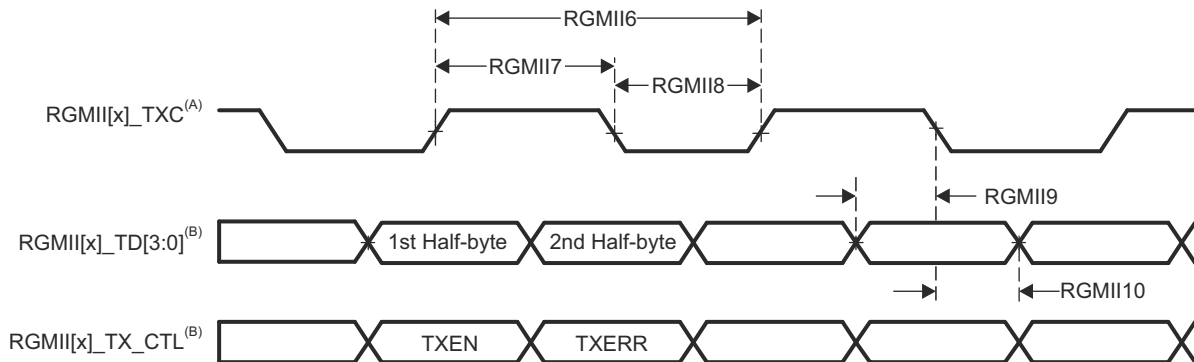 RGMII6
RGMII7
RGMII8
RGMII[x]_TXC(A)
RGMII9
RGMII[x]_TD[3:0](B)
1st Half-byte
2nd Half-byte
RGMII10
RGMII[x]_TX_CTL(B)
TXEN
TXERR